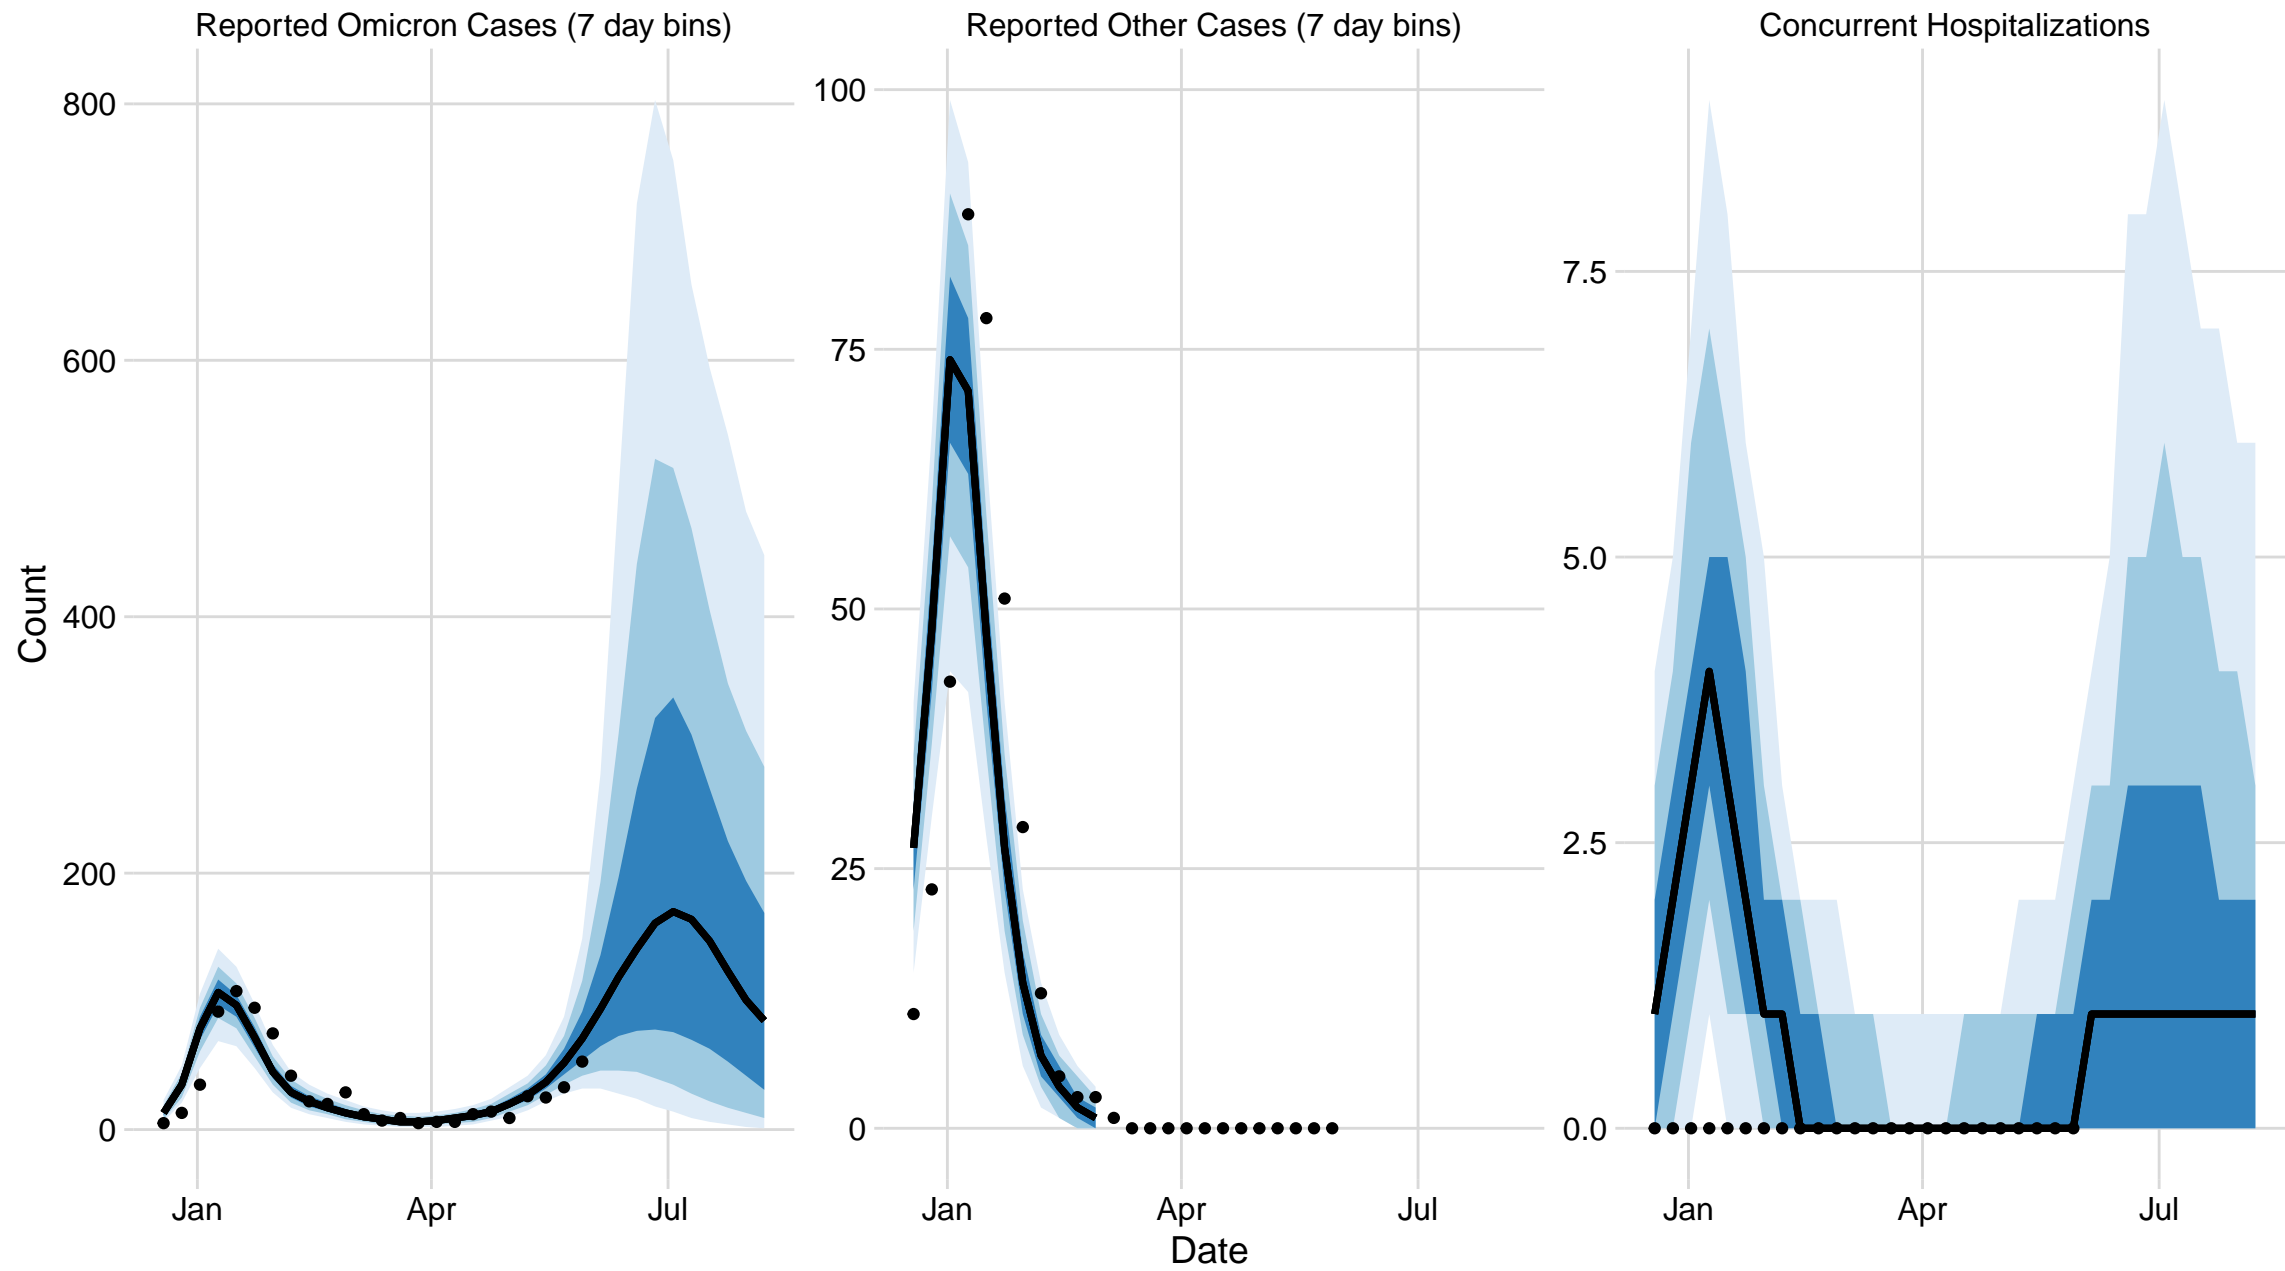 Reported Omicron Cases (7 day bins)
Reported Other Cases (7 day bins)
Concurrent Hospitalizations
Count
800
600
400
200
0
100
75
50
25
0
7.5
5.0
2.5
0.0
Jan
Apr
Jul
Jan
Apr
Jul
Jan
Apr
Jul
Date